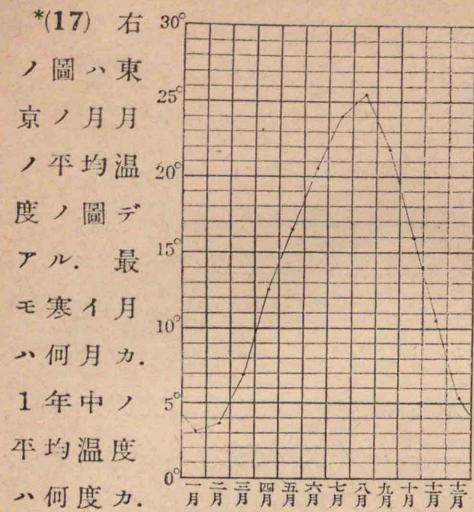 *(17) 右
ノ圖ハ東
京ノ月月
ノ平均温
度ノ圖デ
アル. 最
モ寒イ月
ハ何月カ.
1年中ノ
平均温度
ハ何度カ.
30°
25°
20°
15°
10°
5°
0°
一月 二月 三月 四月 五月 六月 七月 八月 九月 十月 十一月 十二月